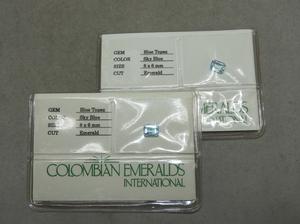 GEM Blue Topaz
COLOR Sky Blue
SIZE 8 x 6 mm
CUT Emerald
EMERALDS
GEM Blue Topaz
COLOR Sky Blue
SIZE 8 x 6 mm
CUT Emerald
COLOMBIAN EMERALDS
INTERNATIONAL